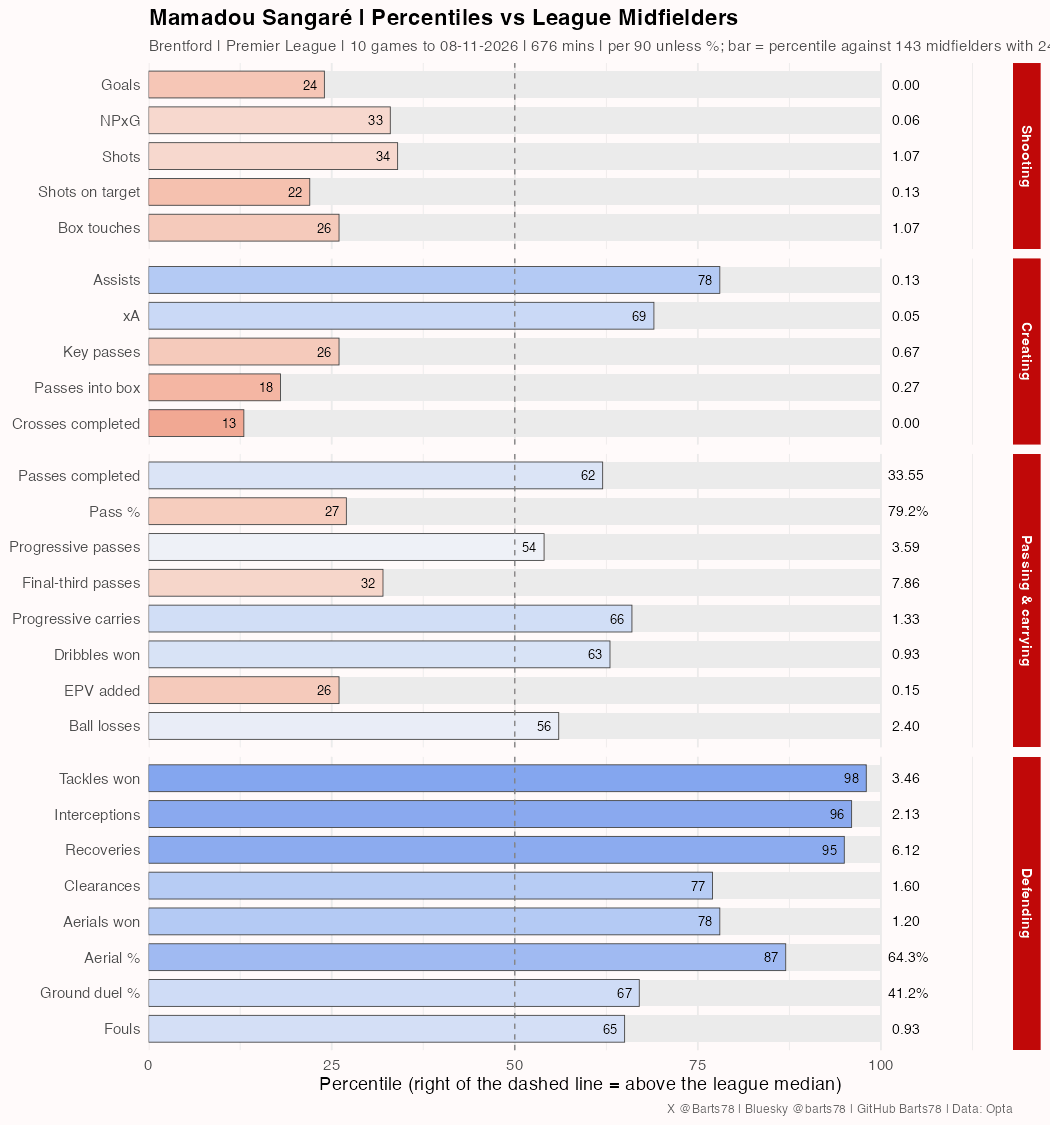 Mamadou Sangaré | Percentiles vs League Midfielders
Brentford | Premier League | 10 games to 08-11-2026 | 676 mins | per 90 unless %; bar = percentile against 143 midfielders with 24
Goals 24 0.00
NPxG 33 0.06
Shots 34 1.07
Shots on target 22 0.13
Box touches 26 1.07
Shooting
Assists 78 0.13
xA 69 0.05
Key passes 26 0.67
Passes into box 18 0.27
Crosses completed 13 0.00
Creating
Passes completed 62 33.55
Pass % 27 79.2%
Progressive passes 54 3.59
Final-third passes 32 7.86
Progressive carries 66 1.33
Dribbles won 63 0.93
EPV added 26 0.15
Ball losses 56 2.40
Passing & carrying
Tackles won 98 3.46
Interceptions 96 2.13
Recoveries 95 6.12
Clearances 77 1.60
Aerials won 78 1.20
Aerial % 87 64.3%
Ground duel % 67 41.2%
Fouls 65 0.93
Defending
0 25 50 75 100
Percentile (right of the dashed line = above the league median)
X @Barts78 | Bluesky @barts78 | GitHub Barts78 | Data: Opta